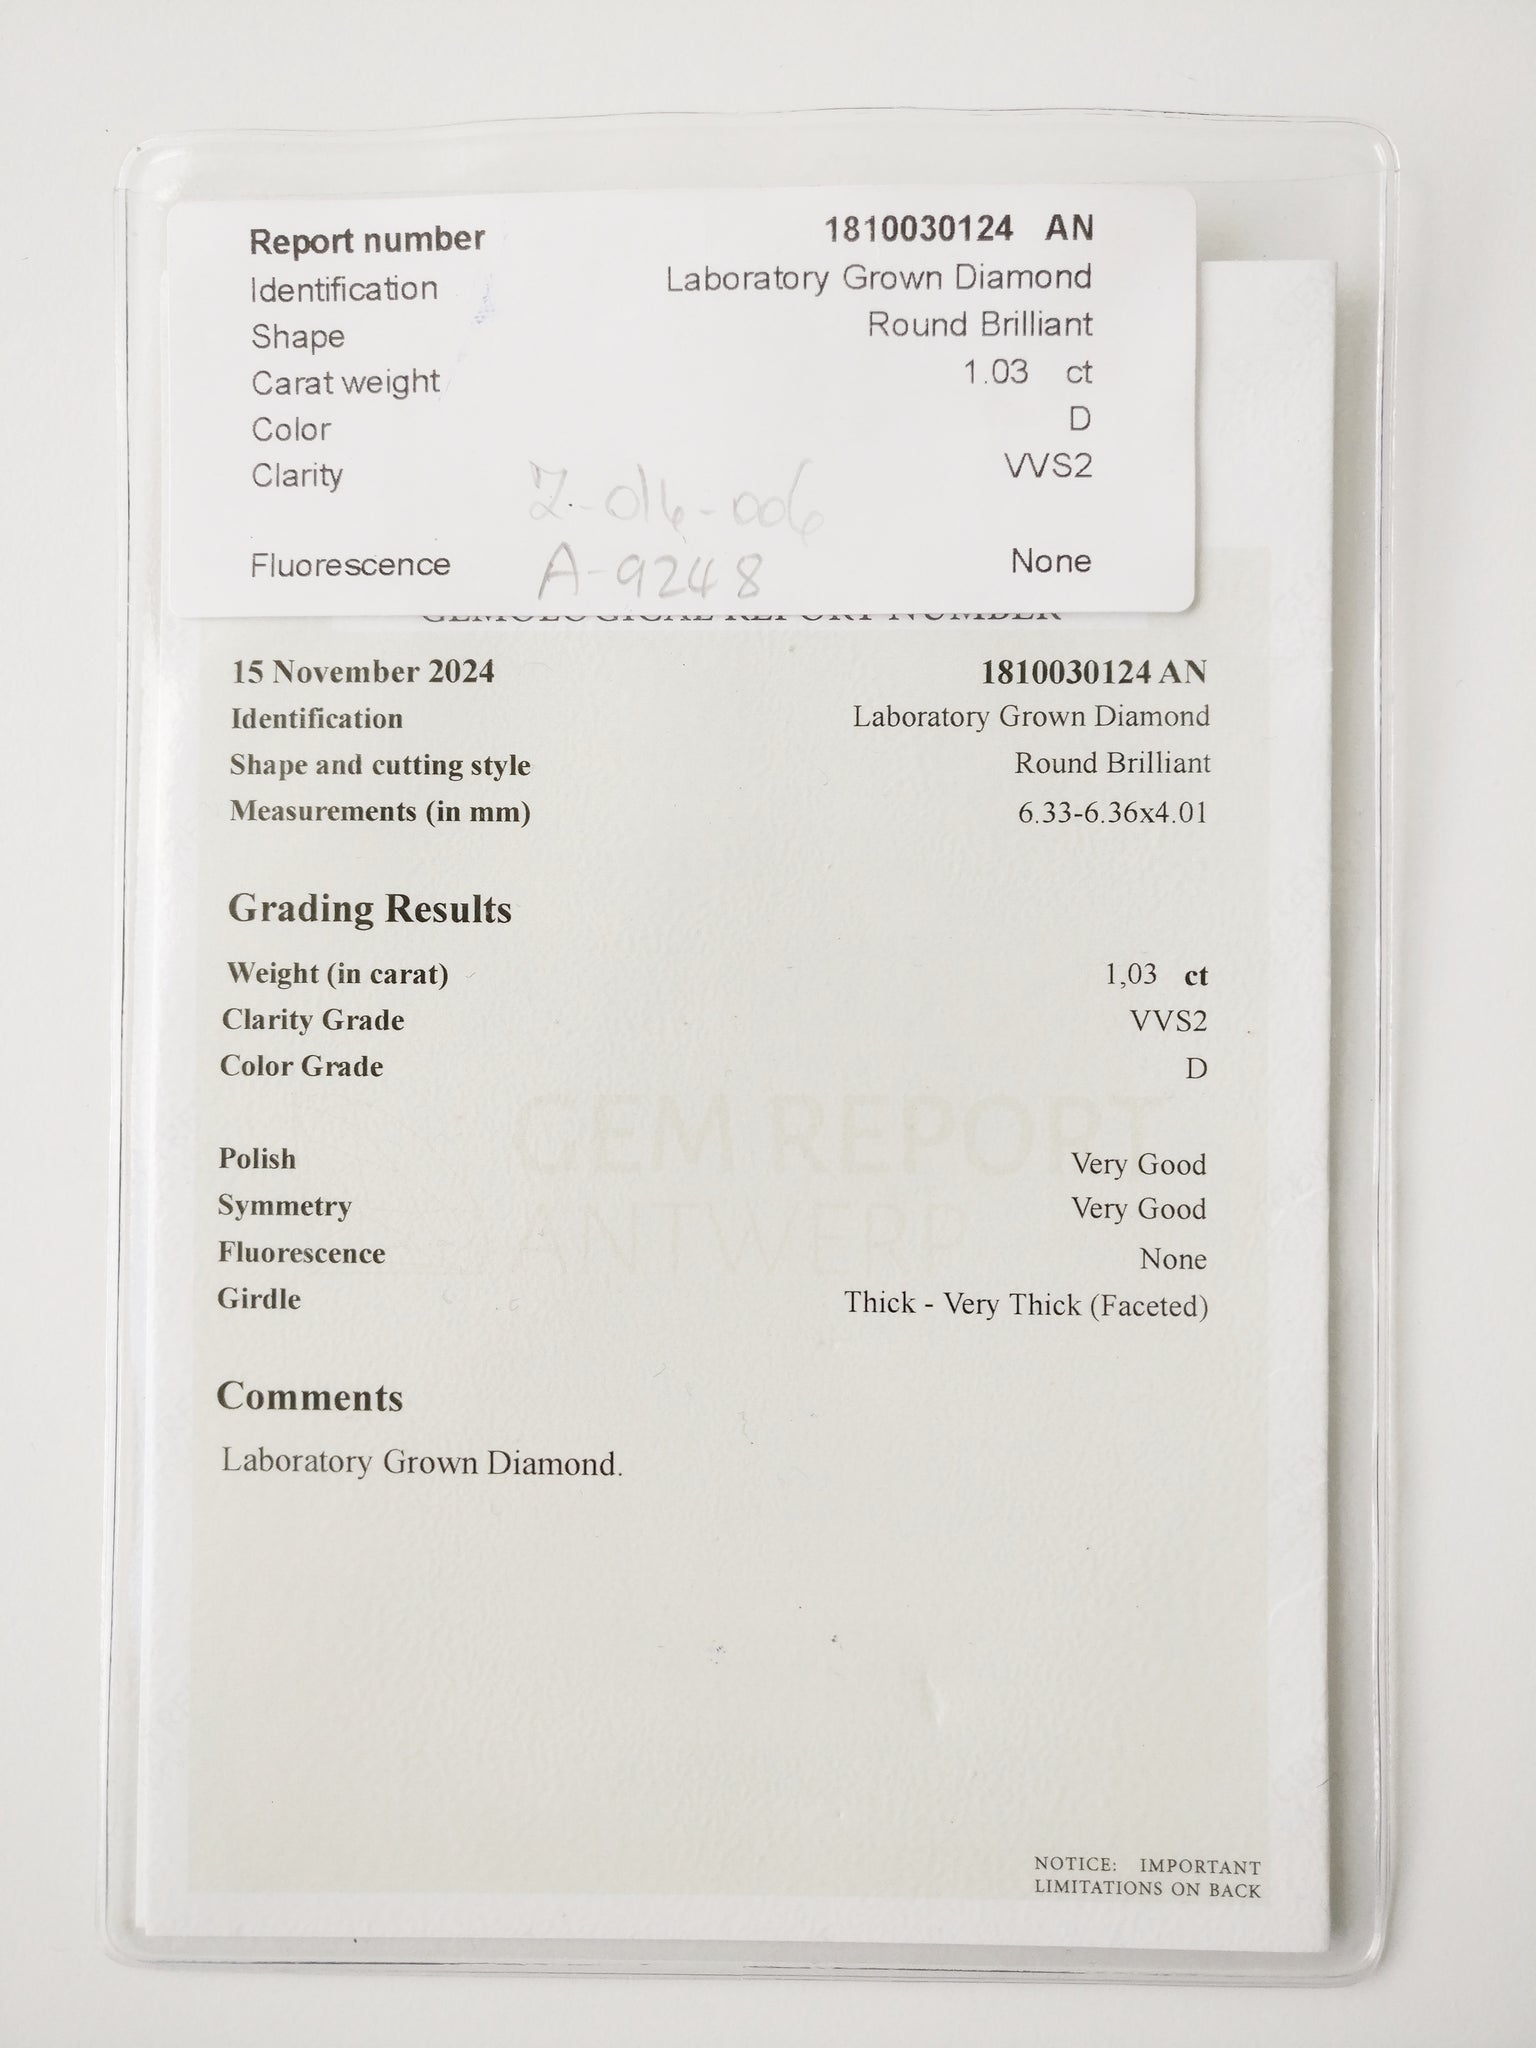 Report number 1810030124 AN
Identification Laboratory Grown Diamond
Shape Round Brilliant
Carat weight 1.03 ct
Color D
Clarity VVS2
Z-016-006
Fluorescence None
A-9248
GEMOLOGICAL REPORT NUMBER
15 November 2024 1810030124 AN
Identification Laboratory Grown Diamond
Shape and cutting style Round Brilliant
Measurements (in mm) 6.33-6.36x4.01
Grading Results
Weight (in carat) 1,03 ct
Clarity Grade VVS2
Color Grade D
GEM REPORT
Polish Very Good
Symmetry Very Good
ANTWERP
Fluorescence None
Girdle Thick - Very Thick (Faceted)
Comments
Laboratory Grown Diamond.
NOTICE: IMPORTANT
LIMITATIONS ON BACK